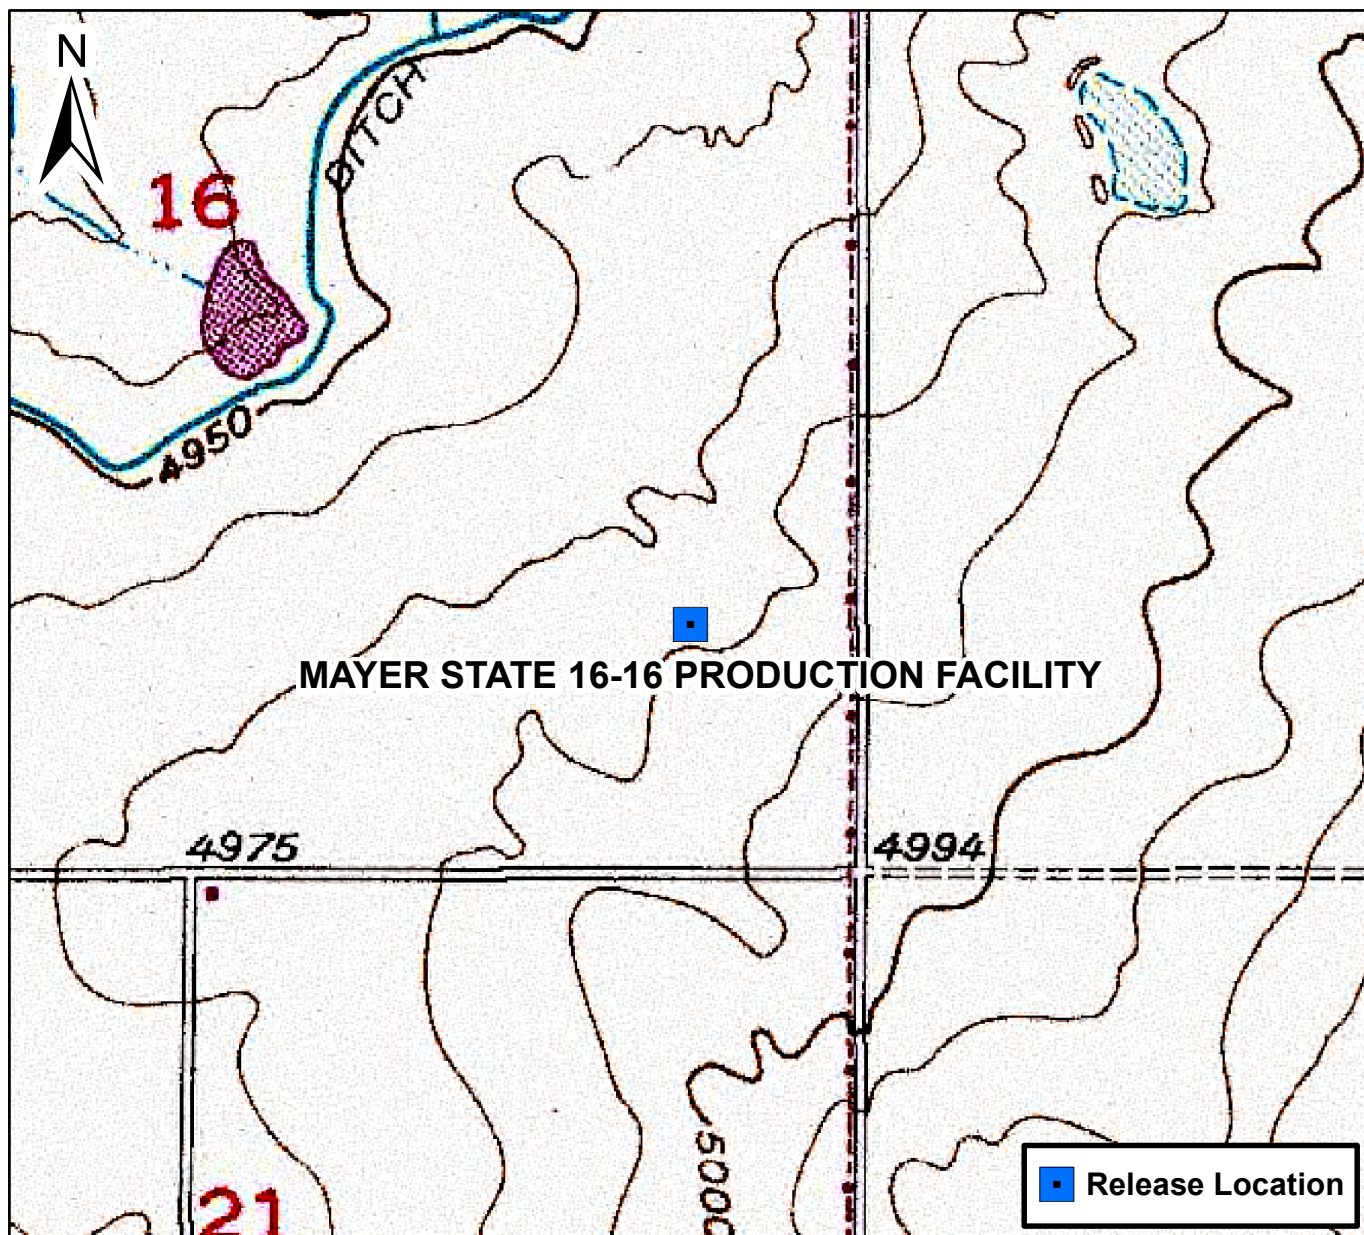 N
DITCH
16
4950
MAYER STATE 16-16 PRODUCTION FACILITY
4975
4994
5000
21
Release Location